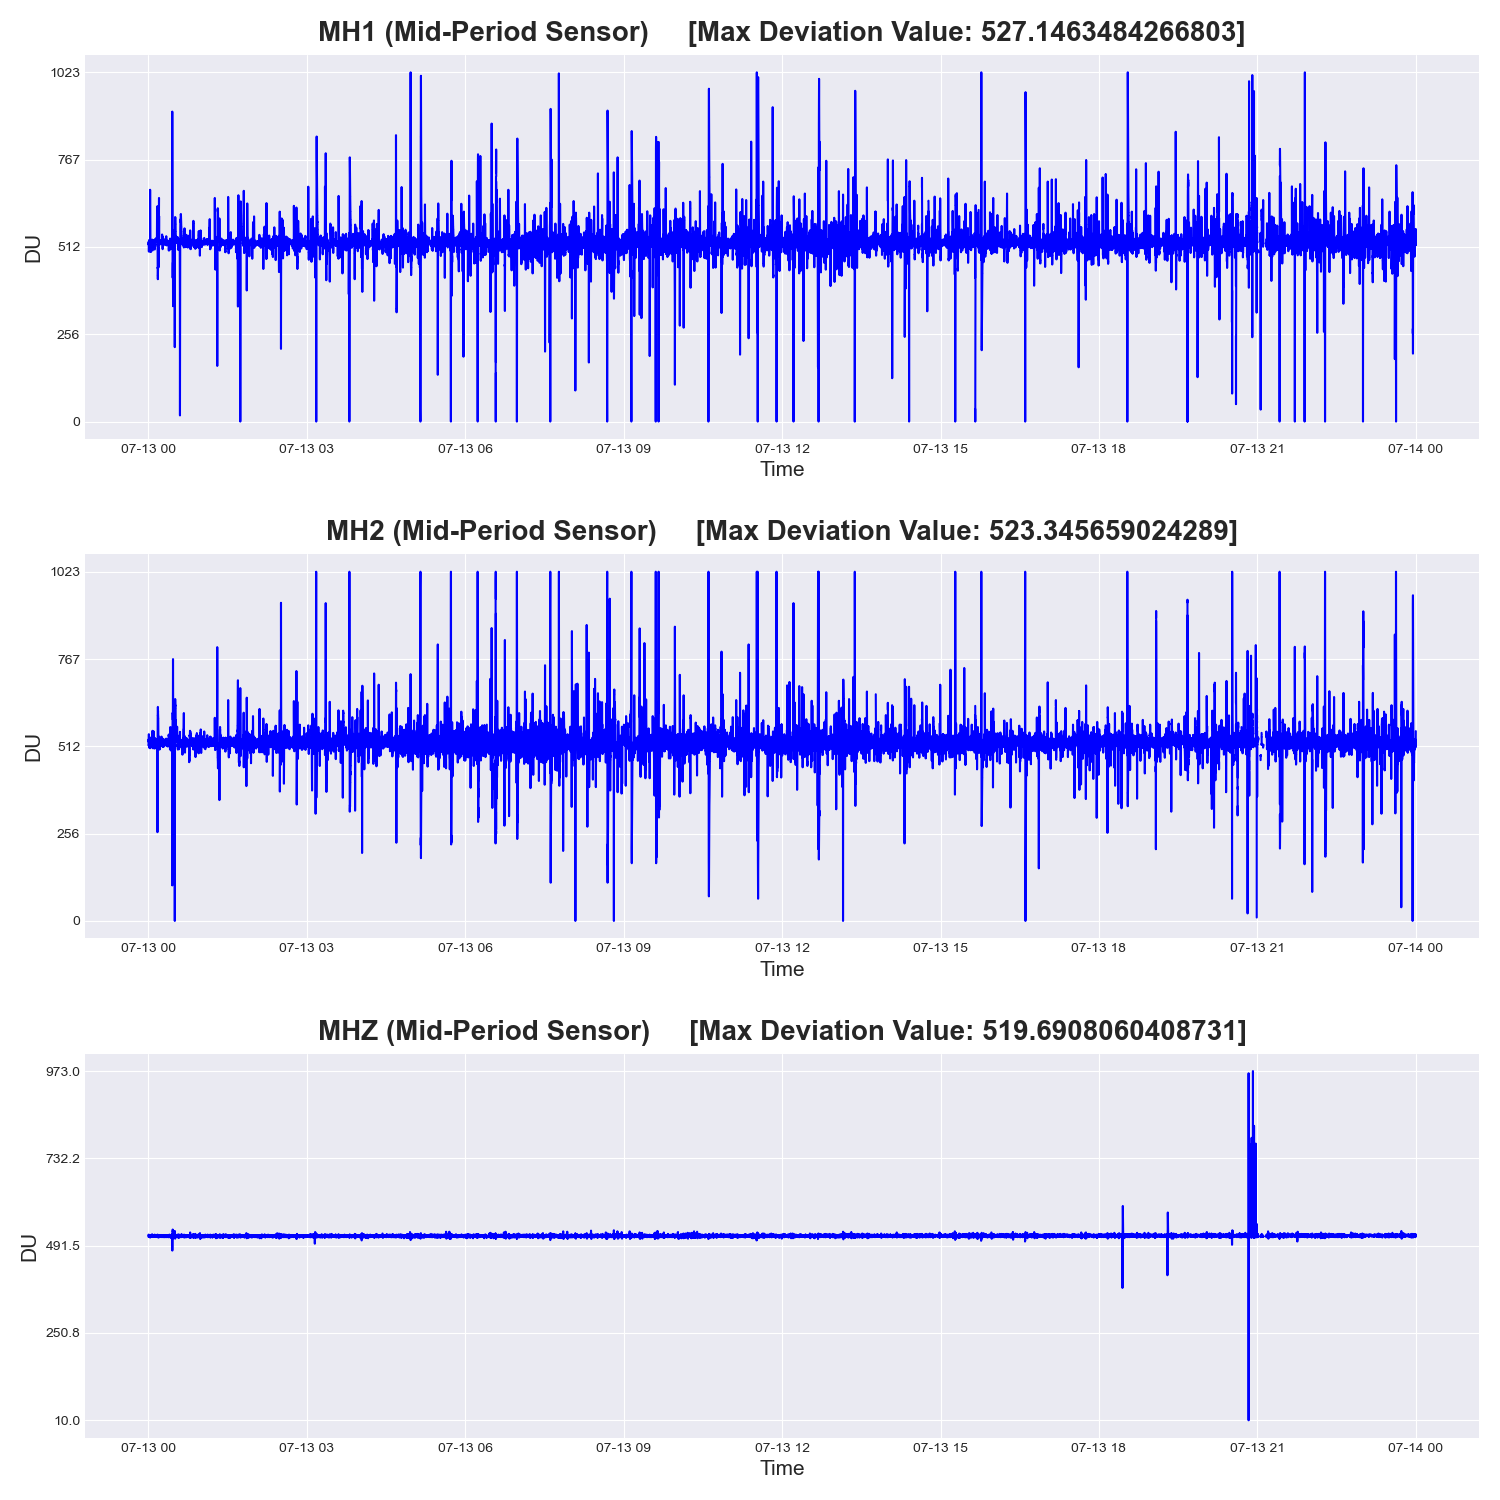 MH1 (Mid-Period Sensor) [Max Deviation Value: 527.1463484266803]
1023
767
512
256
0
DU
07-13 00 07-13 03 07-13 06 07-13 09 07-13 12 07-13 15 07-13 18 07-13 21 07-14 00
Time
MH2 (Mid-Period Sensor) [Max Deviation Value: 523.345659024289]
1023
767
512
256
0
DU
07-13 00 07-13 03 07-13 06 07-13 09 07-13 12 07-13 15 07-13 18 07-13 21 07-14 00
Time
MHZ (Mid-Period Sensor) [Max Deviation Value: 519.6908060408731]
973.0
732.2
491.5
250.8
10.0
DU
07-13 00 07-13 03 07-13 06 07-13 09 07-13 12 07-13 15 07-13 18 07-13 21 07-14 00
Time